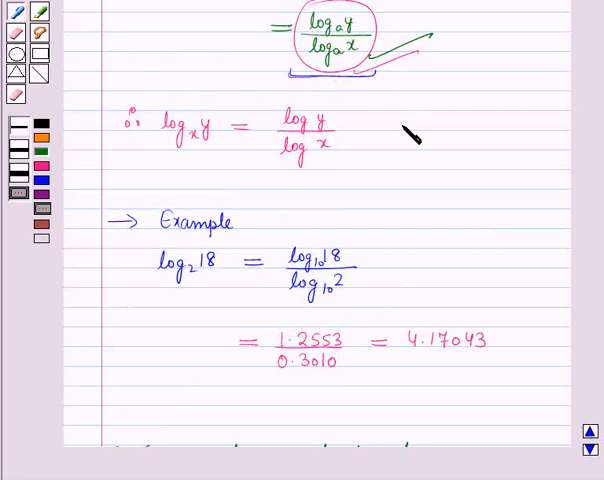 = log_a y / log_a x
∴ log_x y = log y / log x
→ Example
log_2 18 = log_10 18 / log_10 2
= 1.2553 / 0.3010 = 4.17043